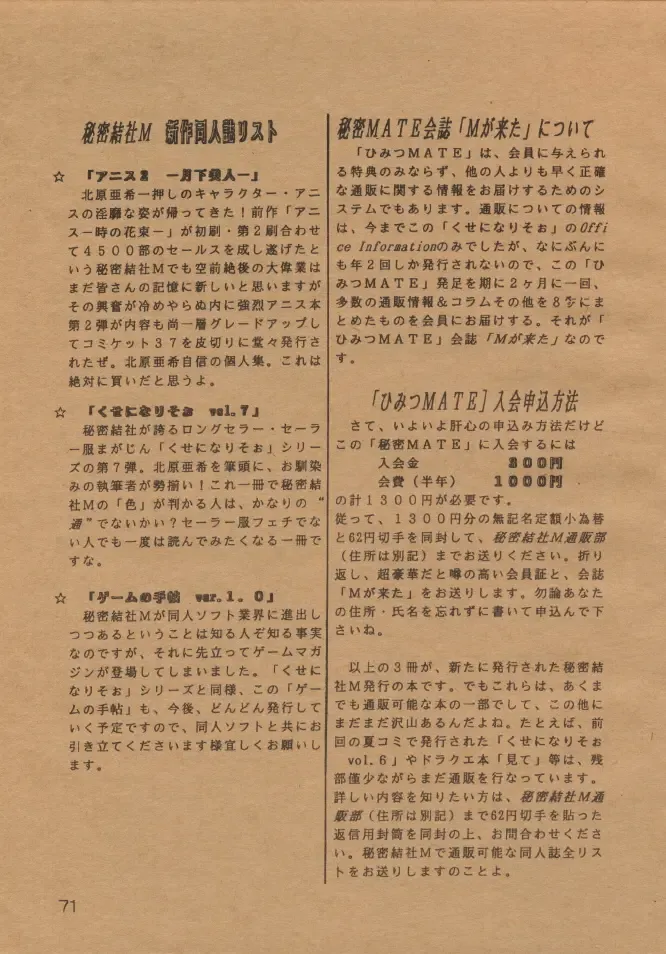 秘密結社M 新作同人動リスト
☆ 「アニス2 ー月下美人ー」
北原亜希一押しのキャラクター・アニ
スの淫靡な姿が帰ってきた!前作「アニ
スー時の花束ー」が初刷・第2刷合わせ
て4500部のセールスを成し遂げたと
いう秘密結社Mでも空前絶後の大偉業は
まだ皆さんの記憶に新しいと思いますが
その興奮が冷めやらぬ内に強烈アニス本
第2弾が内容も尚一層グレードアップし
てコミケット37を皮切りに堂々発行さ
れたぜ。北原亜希自信の個人集。これは
絶対に買いだと思うよ。
☆ 「くせになりそぉ vol.7」
秘密結社が誇るロングセラー・セーラ
ー服まがじん「くせになりそぉ」シリー
ズの第7弾。北原亜希を筆頭に、お馴染
みの執筆者が勢揃い!これ一冊で秘密結
社Mの「色」が判かる人は、かなりの“
通”でないかい?セーラー服フェチでな
い人でも一度は読んでみたくなる一冊で
すな。
☆ 「ゲームの手帖 ver.1.0」
秘密結社Mが同人ソフト業界に進出し
つつあるということは知る人ぞ知る事実
なのですが、それに先立ってゲームマガ
ジンが登場してしまいました。「くせに
なりそぉ」シリーズと同様、この「ゲー
ムの手帖」も、今後、どんどん発行して
いく予定ですので、同人ソフトと共にお
引き立てくださいます様宜しくお願いし
ます。
秘密MATE会誌「Mが来た」について
「ひみつMATE」は、会員に与えられ
る特典のみならず、他の人よりも早く正確
な通販に関する情報をお届けするためのシ
ステムでもあります。通販についての情報
は、今までこの「くせになりそぉ」のOffi
ce Informationのみでしたが、なにぶんに
も年2回しか発行されないので、この「ひ
みつMATE」発足を期に2ヶ月に一回、
多数の通販情報&コラムその他を8㌻にま
とめたものを会員にお届けする。それが「
ひみつMATE」会誌「Mが来た」なので
す。
「ひみつMATE]入会申込方法
さて、いよいよ肝心の申込み方法だけど
この「秘密MATE」に入会するには
入会金 300円
会費(半年) 1000円
の計1300円が必要です。
従って、1300円分の無記名定額小為替
と62円切手を同封して、秘密結社M通販部
(住所は別記)までお送りください。折り
返し、超豪華だと噂の高い会員証と、会誌
「Mが来た」をお送りします。勿論あなた
の住所・氏名を忘れずに書いて申込んで下
さいね。
以上の3冊が、新たに発行された秘密結
社M発行の本です。でもこれらは、あくま
でも通販可能な本の一部でして、この他に
まだまだ沢山あるんだよね。たとえば、前
回の夏コミで発行された「くせになりそぉ
vol.6」やドラクエ本「見て」等は、残
部僅少ながらまだ通販を行なっています。
詳しい内容を知りたい方は、秘密結社M通
販部(住所は別記)まで62円切手を貼った
返信用封筒を同封の上、お問合わせくださ
い。秘密結社Mで通販可能な同人誌全リス
トをお送りしますのことよ。
71